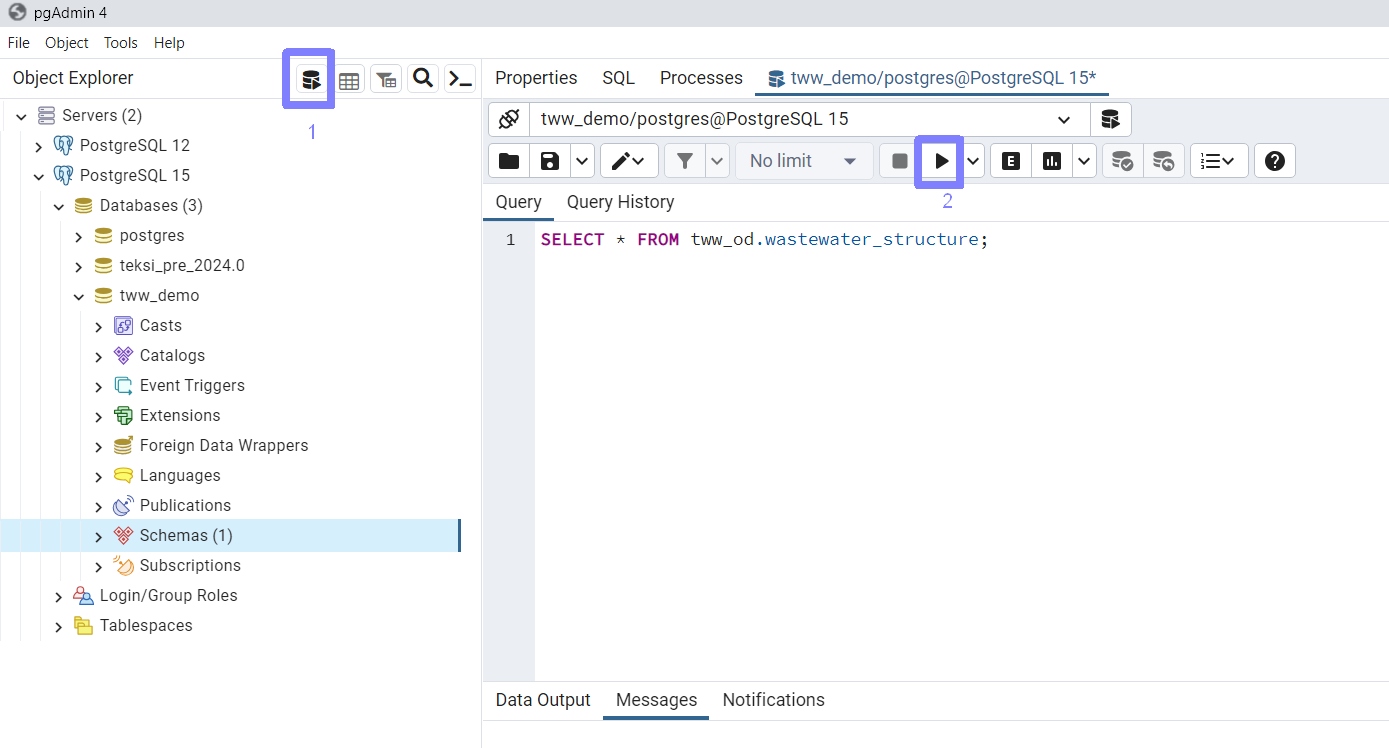 pgAdmin 4
File Object Tools Help
Object Explorer
1
Servers (2)
PostgreSQL 12
PostgreSQL 15
Databases (3)
postgres
teksi_pre_2024.0
tww_demo
Casts
Catalogs
Event Triggers
Extensions
Foreign Data Wrappers
Languages
Publications
Schemas (1)
Subscriptions
Login/Group Roles
Tablespaces
Properties SQL Processes tww_demo/postgres@PostgreSQL 15*
tww_demo/postgres@PostgreSQL 15
No limit E ?
2
Query Query History
1 SELECT * FROM tww_od.wastewater_structure;
Data Output Messages Notifications